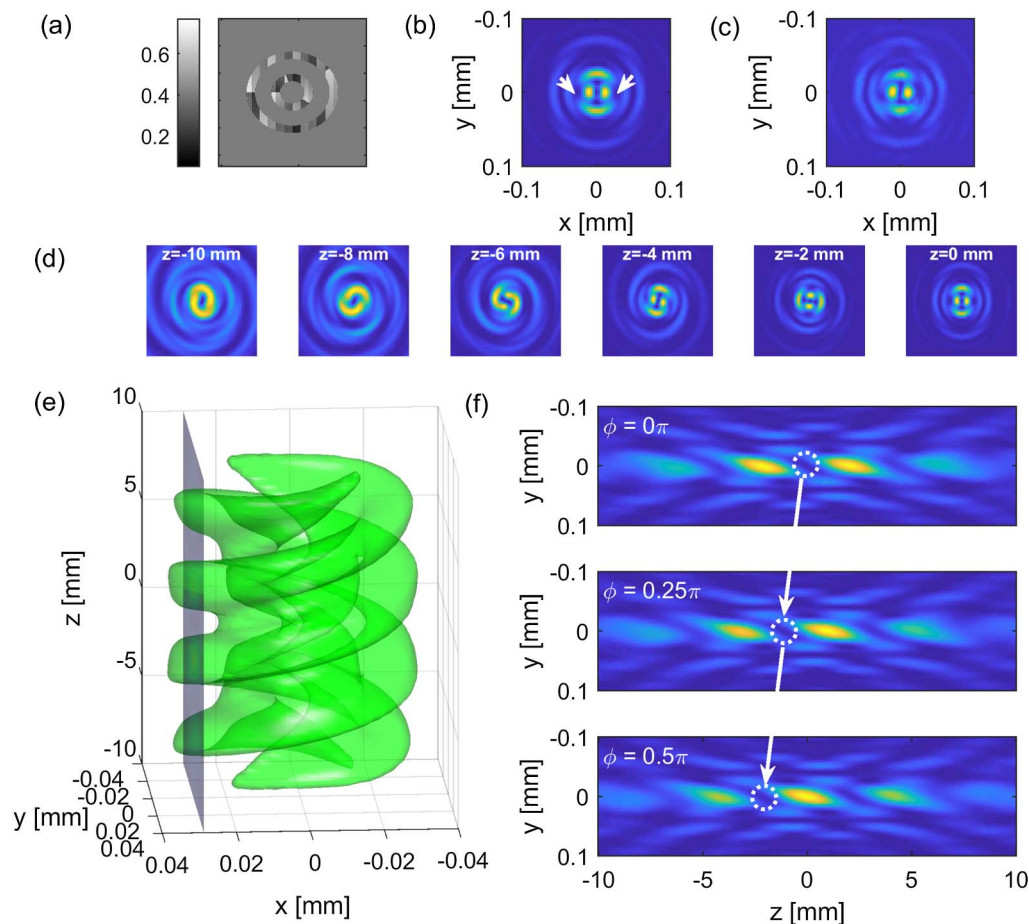 (a)
0.6
0.4
0.2
(b)
y [mm]
-0.1
0
0.1
-0.1 0 0.1
x [mm]
(c)
y [mm]
-0.1
0
0.1
-0.1 0 0.1
x [mm]
(d)
z=-10 mm z=-8 mm z=-6 mm z=-4 mm z=-2 mm z=0 mm
(e)
10
5
0
-5
-10
z [mm]
-0.04
-0.02
0
0.02
0.04
y [mm]
0.04 0.02 0 -0.02 -0.04
x [mm]
(f)
ϕ = 0π
y [mm]
-0.1
0
0.1
ϕ = 0.25π
y [mm]
-0.1
0
0.1
ϕ = 0.5π
y [mm]
-0.1
0
0.1
-10 -5 0 5 10
z [mm]